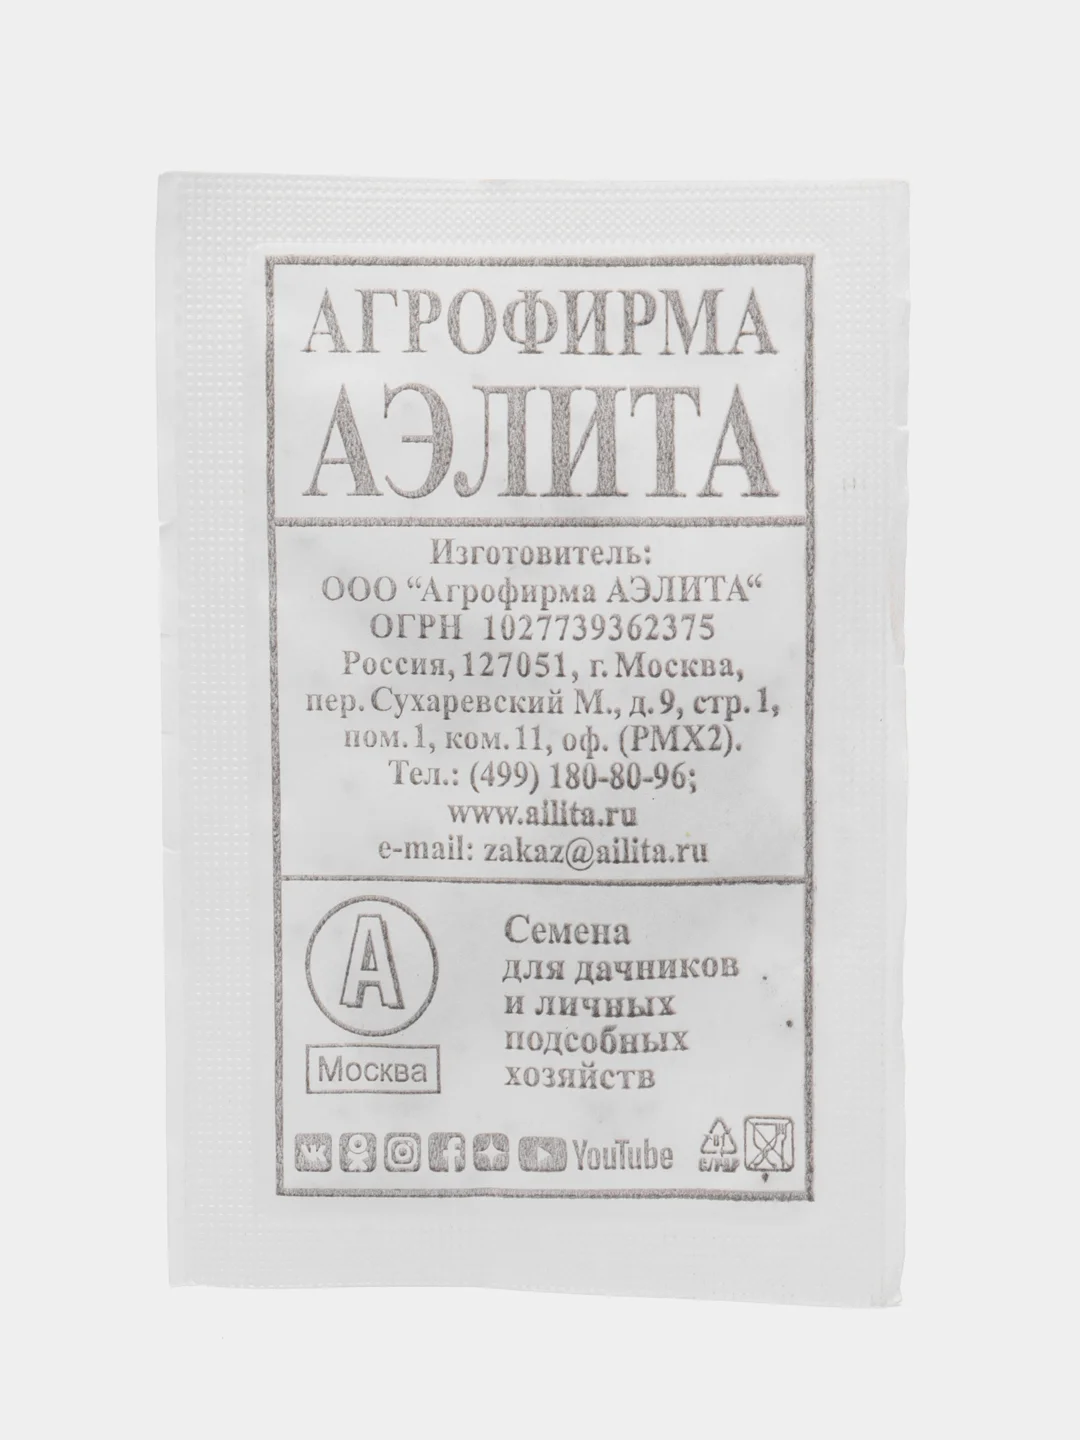 АГРОФИРМА
АЭЛИТА
Изготовитель:
ООО “Агрофирма АЭЛИТА“
ОГРН 1027739362375
Россия, 127051, г. Москва,
пер. Сухаревский М., д. 9, стр. 1,
пом. 1, ком. 11, оф. (РМХ2).
Тел.: (499) 180-80-96;
www.ailita.ru
e-mail: zakaz@ailita.ru
А
Москва
Семена
для дачников
и личных
подсобных
хозяйств
YouTube